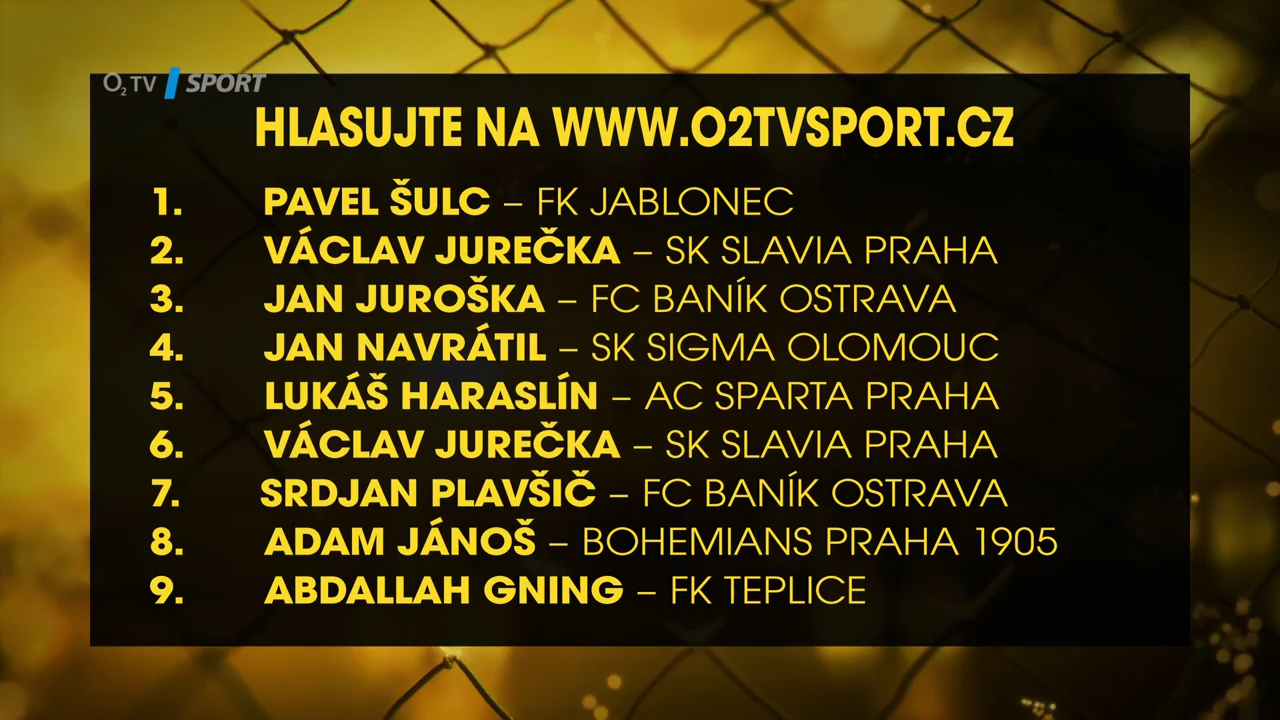 O2 TV SPORT
HLASUJTE NA WWW.O2TVSPORT.CZ
1. PAVEL ŠULC – FK JABLONEC
2. VÁCLAV JUREČKA – SK SLAVIA PRAHA
3. JAN JUROŠKA – FC BANÍK OSTRAVA
4. JAN NAVRÁTIL – SK SIGMA OLOMOUC
5. LUKÁŠ HARASLÍN – AC SPARTA PRAHA
6. VÁCLAV JUREČKA – SK SLAVIA PRAHA
7. SRDJAN PLAVŠIČ – FC BANÍK OSTRAVA
8. ADAM JÁNOŠ – BOHEMIANS PRAHA 1905
9. ABDALLAH GNING – FK TEPLICE